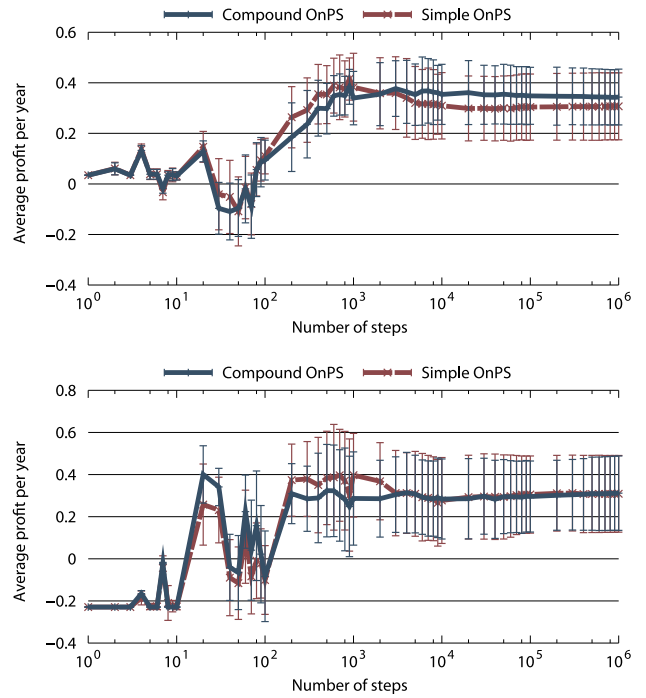 Compound OnPS Simple OnPS
0.6
0.4
0.2
0
−0.2
−0.4
Average profit per year
10^0 10^1 10^2 10^3 10^4 10^5 10^6
Number of steps
Compound OnPS Simple OnPS
0.8
0.6
0.4
0.2
0
−0.2
−0.4
Average profit per year
10^0 10^1 10^2 10^3 10^4 10^5 10^6
Number of steps